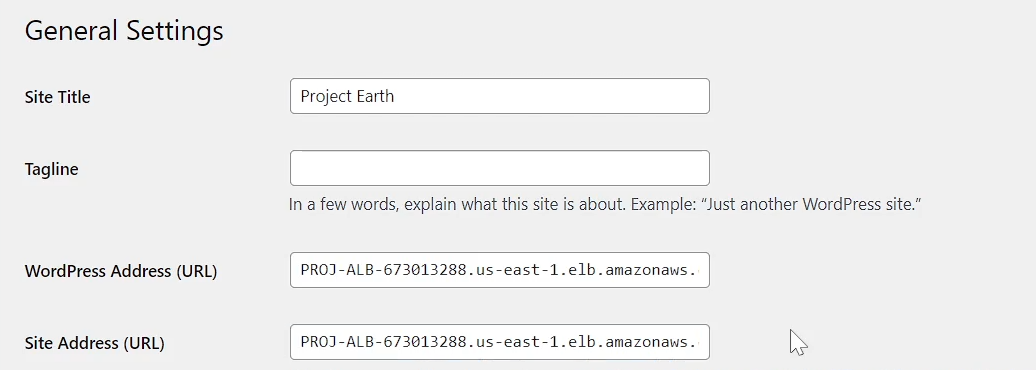 General Settings
Site Title
Project Earth
Tagline
In a few words, explain what this site is about. Example: “Just another WordPress site.”
WordPress Address (URL)
PROJ-ALB-673013288.us-east-1.elb.amazonaws.
Site Address (URL)
PROJ-ALB-673013288.us-east-1.elb.amazonaws.